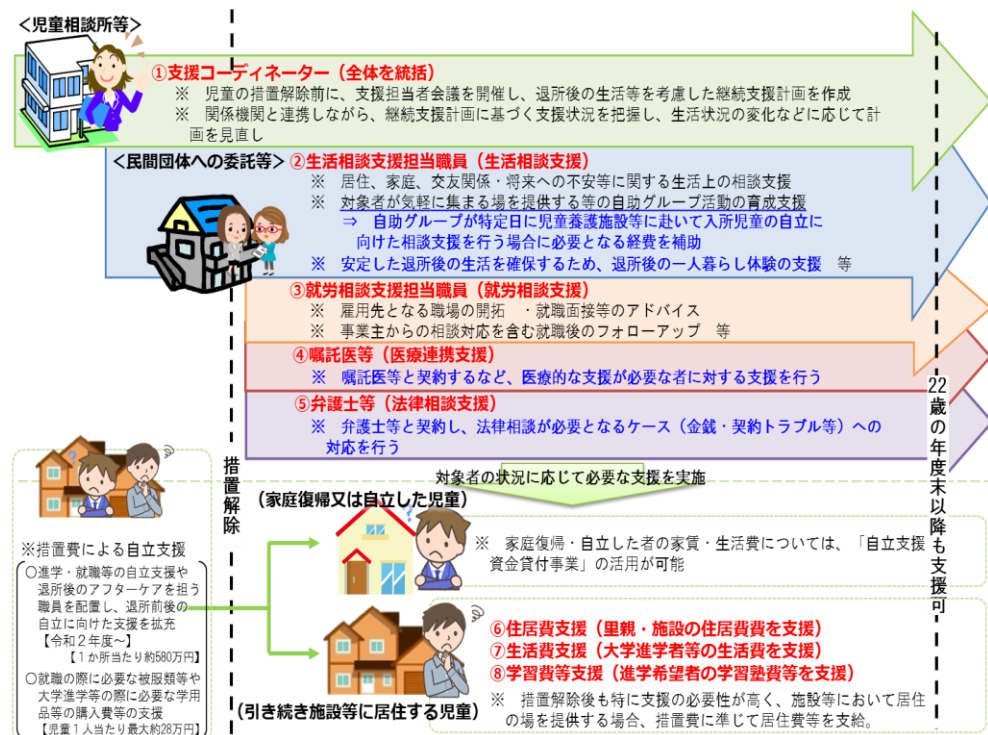 ＜児童相談所等＞
①支援コーディネーター（全体を統括）
※　児童の措置解除前に、支援担当者会議を開催し、退所後の生活等を考慮した継続支援計画を作成
※　関係機関と連携しながら、継続支援計画に基づく支援状況を把握し、生活状況の変化などに応じて計
画を見直し
＜民間団体への委託等＞
②生活相談支援担当職員（生活相談支援）
※　居住、家庭、交友関係・将来への不安等に関する生活上の相談支援
※　対象者が気軽に集まる場を提供する等の自助グループ活動の育成支援
⇒　自助グループが特定日に児童養護施設等に赴いて入所児童の自立に
向けた相談支援を行う場合に必要となる経費を補助
※　安定した退所後の生活を確保するため、退所後の一人暮らし体験の支援　等
③就労相談支援担当職員（就労相談支援）
※　雇用先となる職場の開拓　・就職面接等のアドバイス
※　事業主からの相談対応を含む就職後のフォローアップ　等
④嘱託医等（医療連携支援）
※　嘱託医等と契約するなど、医療的な支援が必要な者に対する支援を行う
⑤弁護士等（法律相談支援）
※　弁護士等と契約し、法律相談が必要となるケース（金銭・契約トラブル等）への
対応を行う
22歳の年度末以降も支援可
対象者の状況に応じて必要な支援を実施
措置解除
※措置費による自立支援
○進学・就職等の自立支援や
退所後のアフターケアを担う
職員を配置し、退所前後の
自立に向けた支援を拡充
【令和２年度～】
【１か所当たり約580万円】
○就職の際に必要な被服類等や
大学進学等の際に必要な学用
品等の購入費等の支援
【児童１人当たり最大約28万円】
（家庭復帰又は自立した児童）
※　家庭復帰・自立した者の家賃・生活費については、「自立支援
資金貸付事業」の活用が可能
（引き続き施設等に居住する児童）
⑥住居費支援（里親・施設の住居費費を支援）
⑦生活費支援（大学進学者等の生活費を支援）
⑧学習費等支援（進学希望者の学習塾費等を支援）
※　措置解除後も特に支援の必要性が高く、施設等において居住
の場を提供する場合、措置費に準じて居住費等を支給。